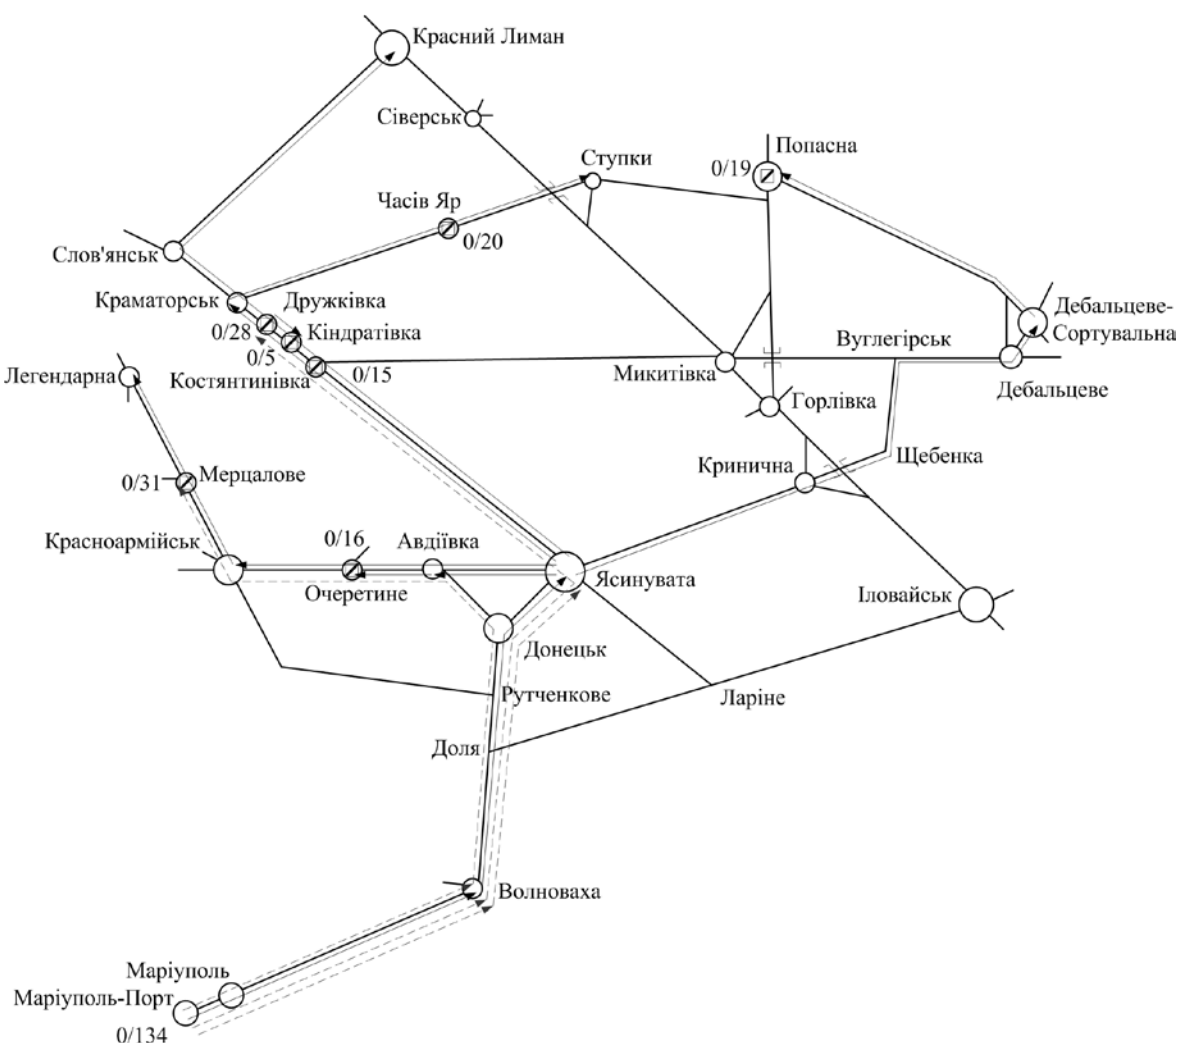 Красний Лиман
Сіверськ
Ступки
Попасна
0/19
Часів Яр
0/20
Слов'янськ
Краматорськ
Дружківка
0/28
Кіндратівка
0/5
Костянтинівка
0/15
Дебальцеве-
Сортувальна
Вуглегірськ
Микитівка
Дебальцеве
Легендарна
Горлівка
Щебенка
Кринична
0/31
Мерцалове
Красноармійськ
0/16
Авдіївка
Очеретине
Ясинувата
Іловайськ
Донецьк
Рутченкове
Ларіне
Доля
Волноваха
Маріуполь
Маріуполь-Порт
0/134